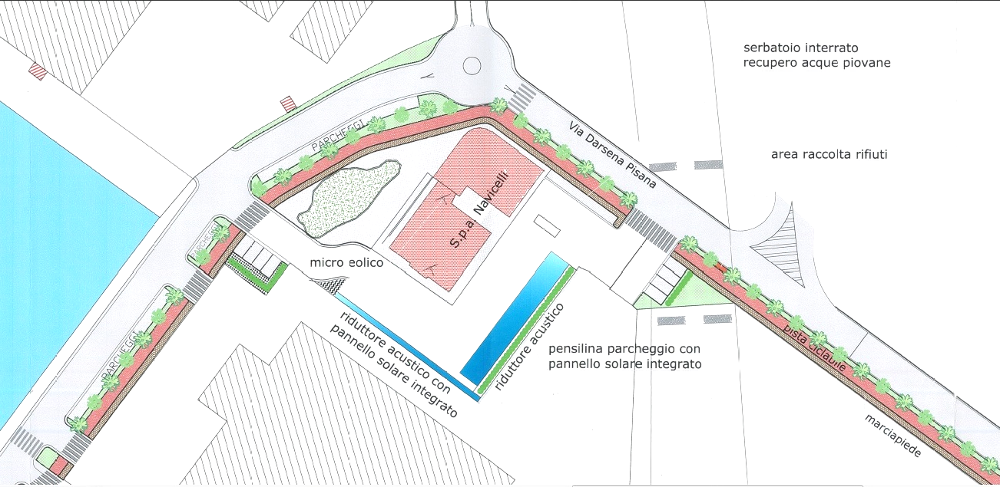 serbatoio interrato
recupero acque piovane
PARCHEGGI
Via Darsena Pisana
area raccolta rifiuti
S.p.a. Navicelli
PARCHEGGI
micro eolico
riduttore acustico con
pannello solare integrato
riduttore acustico
pensilina parcheggio con
pannello solare integrato
PARCHEGGI
pista ciclabile
marciapiede